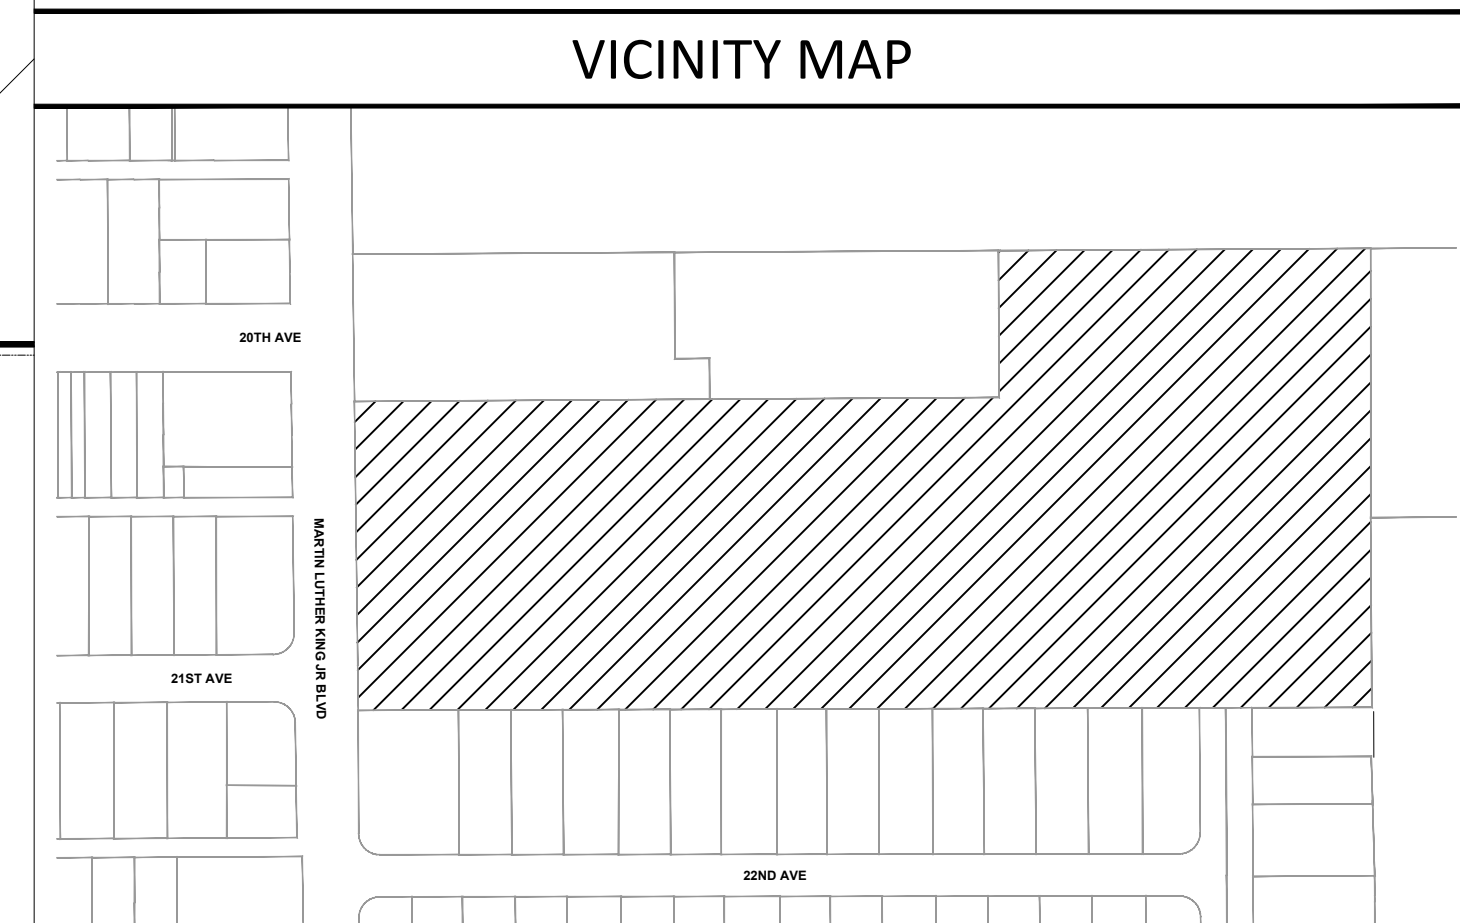 VICINITY MAP
20TH AVE
MARTIN LUTHER KING JR BLVD
21ST AVE
22ND AVE